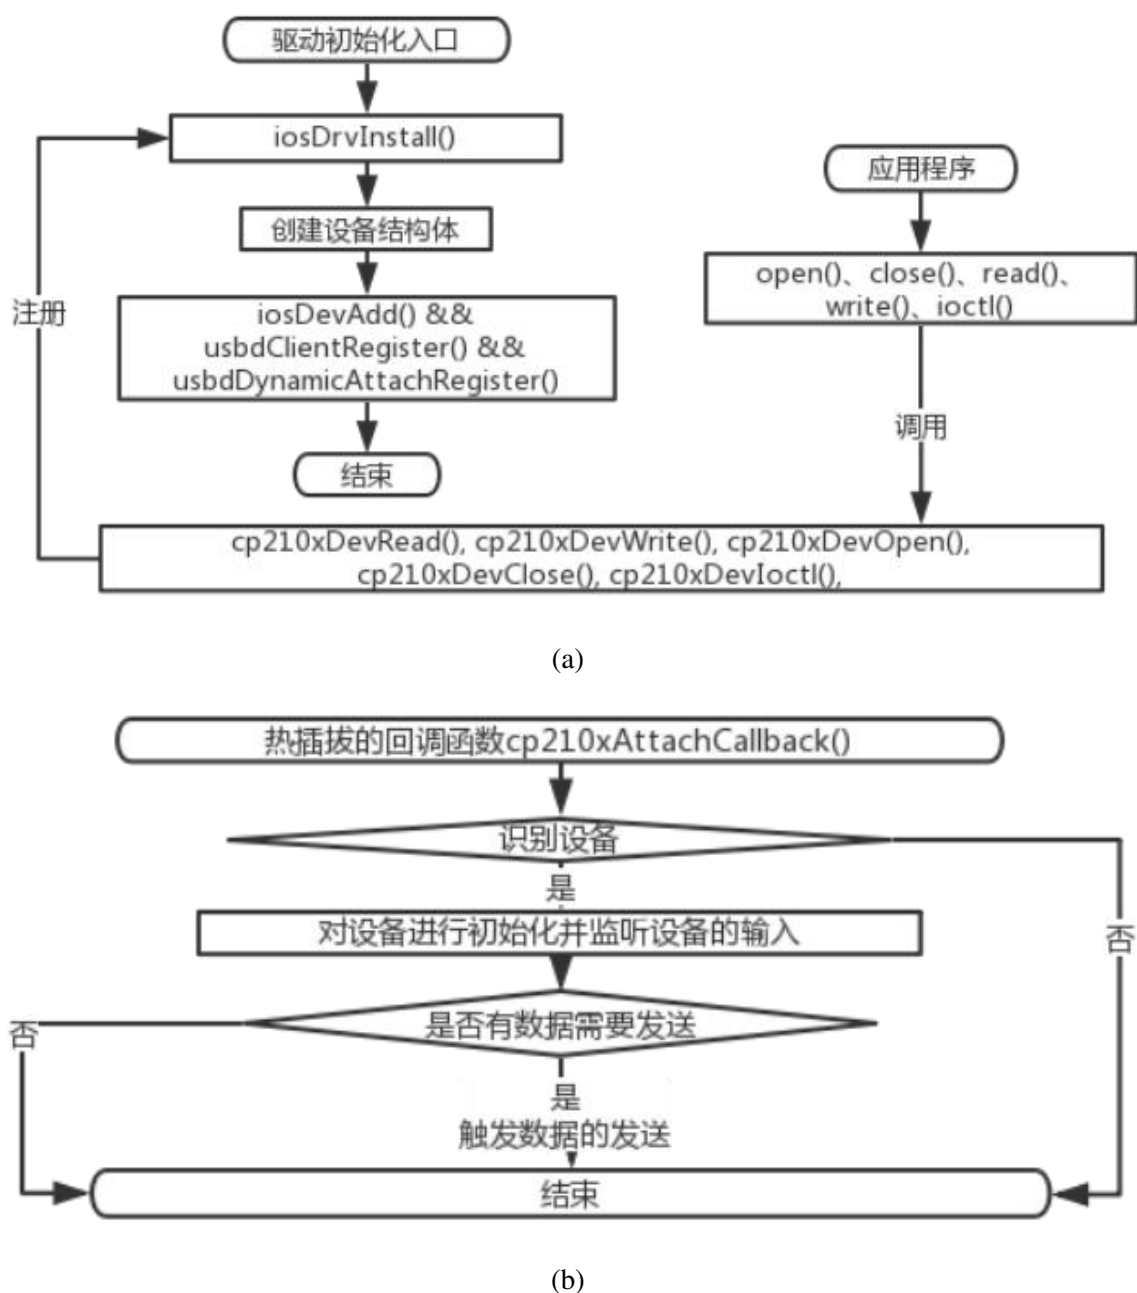 驱动初始化入口
iosDrvInstall()
创建设备结构体
iosDevAdd() &&
usbdClientRegister() &&
usbdDynamicAttachRegister()
结束
注册
应用程序
open()、close()、read()、
write()、ioctl()
调用
cp210xDevRead(), cp210xDevWrite(), cp210xDevOpen(),
cp210xDevClose(), cp210xDevIoctl(),
(a)
热插拔的回调函数cp210xAttachCallback()
识别设备
是
否
对设备进行初始化并监听设备的输入
是否有数据需要发送
否
是
触发数据的发送
结束
(b)